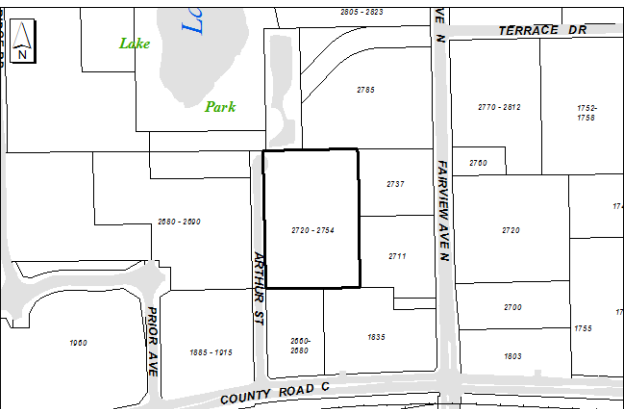 2805 - 2823
VE N
TERRACE DR
Lake
Park
N
2785
2770 - 2812
1752-
1758
2760
2737
FAIRVIEW AVE N
2680 - 2690
2720 - 2754
2720
2711
ARTHUR ST
2700
PRIOR AVE
1960
1885 - 1915
2660-
2680
1835
1803
1755
COUNTY ROAD C